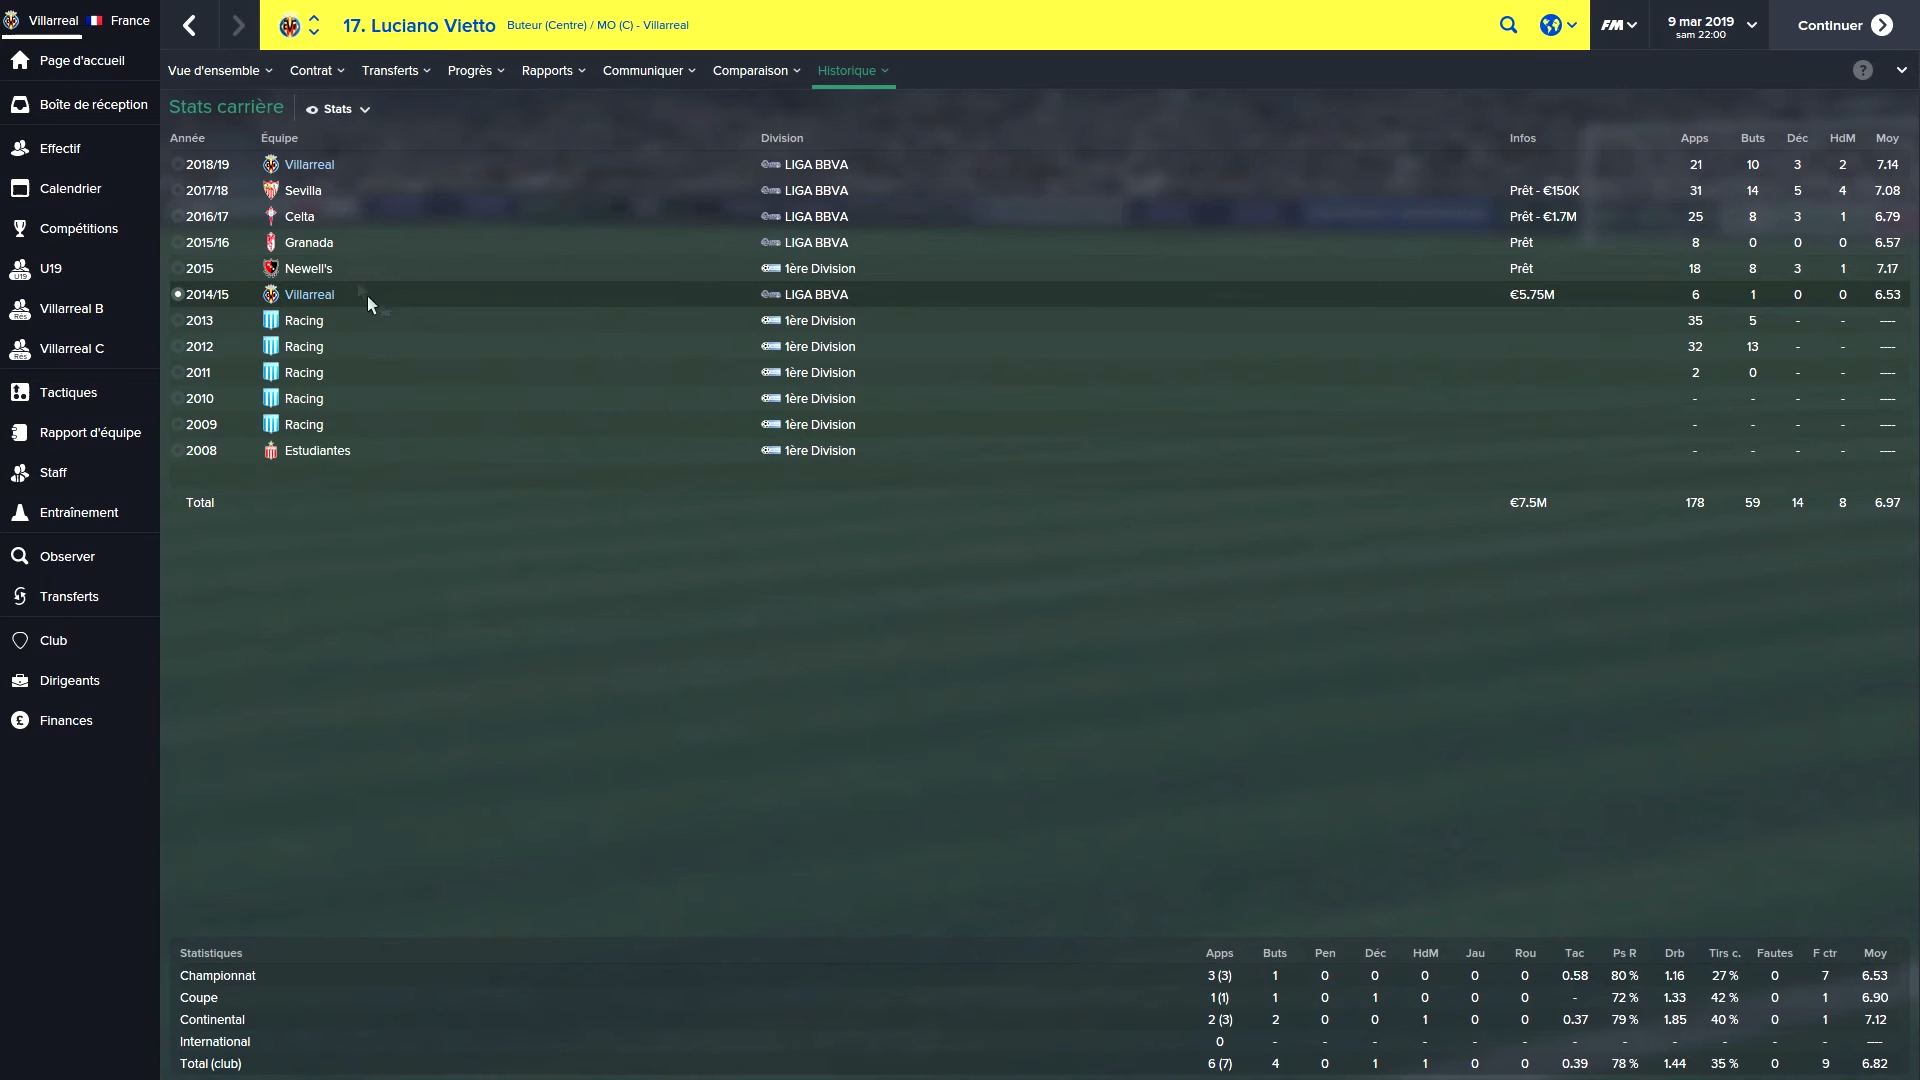 Villarreal France
17. Luciano Vietto Buteur (Centre) / MO (C) - Villarreal
FM
9 mar 2019
sam 22:00
Continuer
Page d'accueil
Boîte de réception
Effectif
Calendrier
Compétitions
U19
Villarreal B
Villarreal C
Tactiques
Rapport d'équipe
Staff
Entraînement
Observer
Transferts
Club
Dirigeants
Finances
Vue d'ensemble Contrat Transferts Progrès Rapports Communiquer Comparaison Historique ?
Stats carrière Stats
Année Équipe Division Infos Apps Buts Déc HdM Moy
2018/19 Villarreal LIGA BBVA 21 10 3 2 7.14
2017/18 Sevilla LIGA BBVA Prêt - €150K 31 14 5 4 7.08
2016/17 Celta LIGA BBVA Prêt - €1.7M 25 8 3 1 6.79
2015/16 Granada LIGA BBVA Prêt 8 0 0 0 6.57
2015 Newell's 1ère Division Prêt 18 8 3 1 7.17
2014/15 Villarreal LIGA BBVA €5.75M 6 1 0 0 6.53
2013 Racing 1ère Division 35 5 - - ----
2012 Racing 1ère Division 32 13 - - ----
2011 Racing 1ère Division 2 0 - - ----
2010 Racing 1ère Division - - - - ----
2009 Racing 1ère Division - - - - ----
2008 Estudiantes 1ère Division - - - - ----
Total €7.5M 178 59 14 8 6.97
Statistiques Apps Buts Pen Déc HdM Jau Rou Tac Ps R Drb Tirs c. Fautes F ctr Moy
Championnat 3 (3) 1 0 0 0 0 0 0.58 80 % 1.16 27 % 0 7 6.53
Coupe 1 (1) 1 0 1 0 0 0 - 72 % 1.33 42 % 0 1 6.90
Continental 2 (3) 2 0 0 1 0 0 0.37 79 % 1.85 40 % 0 1 7.12
International 0 - - - - - - - - - - - - ----
Total (club) 6 (7) 4 0 1 1 0 0 0.39 78 % 1.44 35 % 0 9 6.82